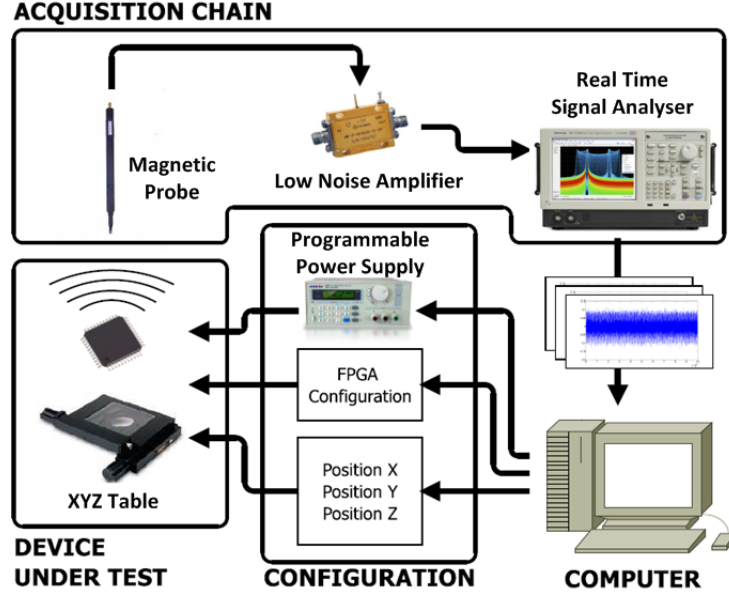 ACQUISITION CHAIN
Real Time
Signal Analyser
Magnetic
Probe
Low Noise Amplifier
Programmable
Power Supply
FPGA
Configuration
Position X
Position Y
Position Z
XYZ Table
DEVICE
UNDER TEST
CONFIGURATION
COMPUTER